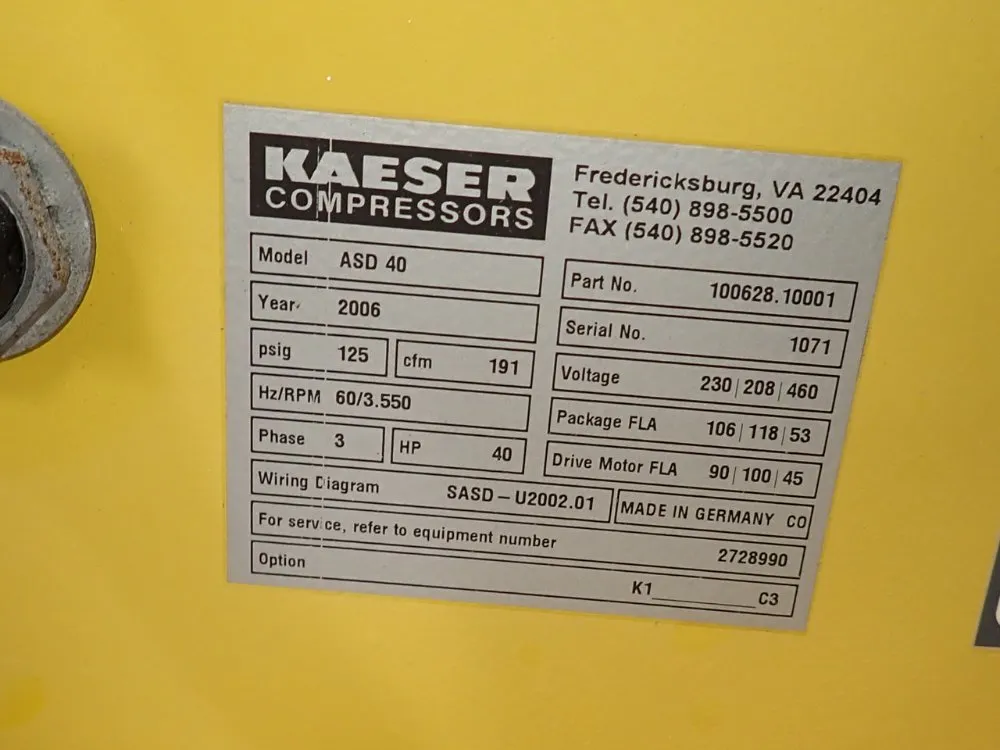 KAESER
COMPRESSORS
Fredericksburg, VA 22404
Tel. (540) 898-5500
FAX (540) 898-5520
Model ASD 40
Part No. 100628.10001
Year 2006
Serial No. 1071
psig 125 cfm 191
Voltage 230 | 208 | 460
Hz/RPM 60/3.550
Package FLA 106 | 118 | 53
Phase 3 HP 40
Drive Motor FLA 90 | 100 | 45
Wiring Diagram SASD – U2002.01 MADE IN GERMANY CO
For service, refer to equipment number 2728990
Option K1__________ C3